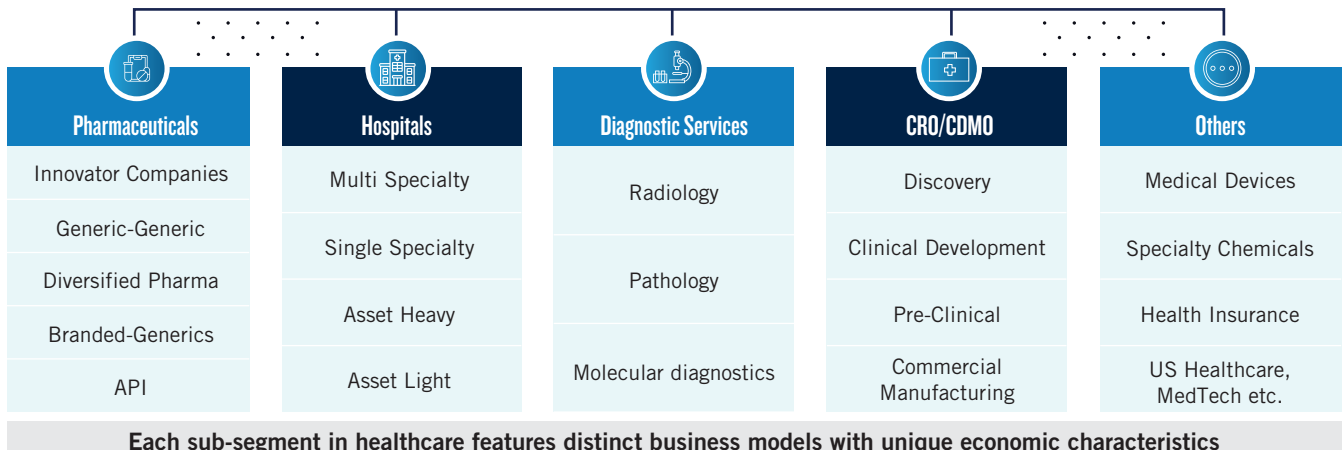 Pharmaceuticals
Innovator Companies
Generic-Generic
Diversified Pharma
Branded-Generics
API
Hospitals
Multi Specialty
Single Specialty
Asset Heavy
Asset Light
Diagnostic Services
Radiology
Pathology
Molecular diagnostics
CRO/CDMO
Discovery
Clinical Development
Pre-Clinical
Commercial
Manufacturing
Others
Medical Devices
Specialty Chemicals
Health Insurance
US Healthcare,
MedTech etc.
Each sub-segment in healthcare features distinct business models with unique economic characteristics